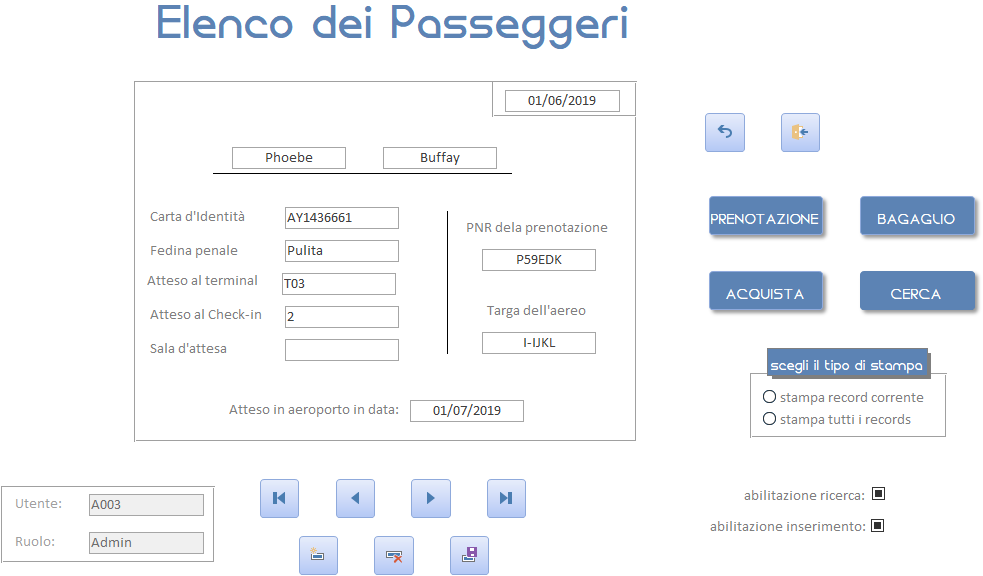 Elenco dei Passeggeri
01/06/2019
Phoebe Buffay
Carta d'Identità AY1436661
Fedina penale Pulita
Atteso al terminal T03
Atteso al Check-in 2
Sala d'attesa
PNR dela prenotazione
P59EDK
Targa dell'aereo
I-IJKL
Atteso in aeroporto in data: 01/07/2019
PRENOTAZIONE BAGAGLIO
ACQUISTA CERCA
scegli il tipo di stampa
stampa record corrente
stampa tutti i records
Utente: A003
Ruolo: Admin
abilitazione ricerca:
abilitazione inserimento: